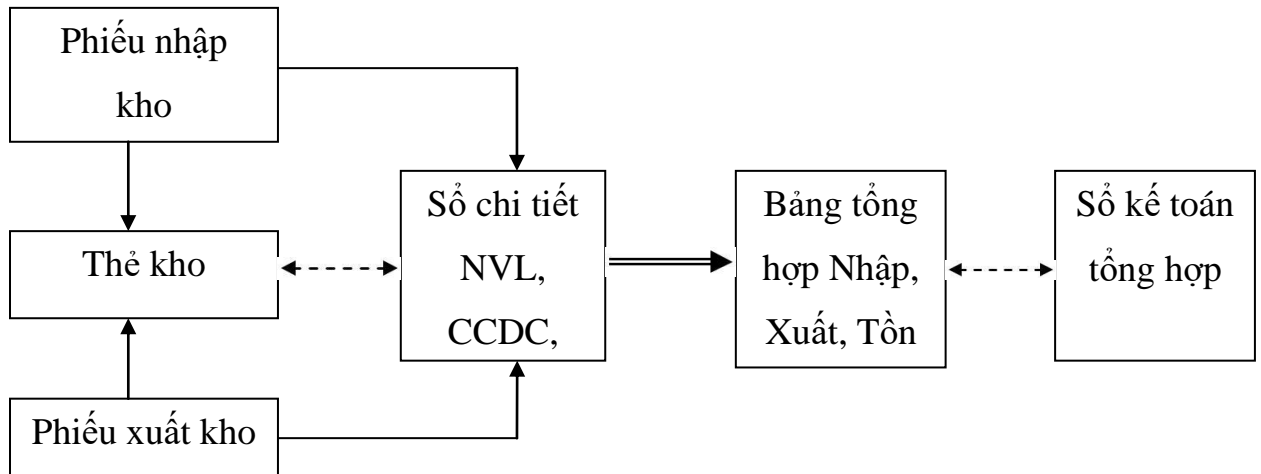 Phiếu nhập
kho
Thẻ kho
Phiếu xuất kho
Sổ chi tiết
NVL,
CCDC,
Bảng tổng
hợp Nhập,
Xuất, Tồn
Sổ kế toán
tổng hợp